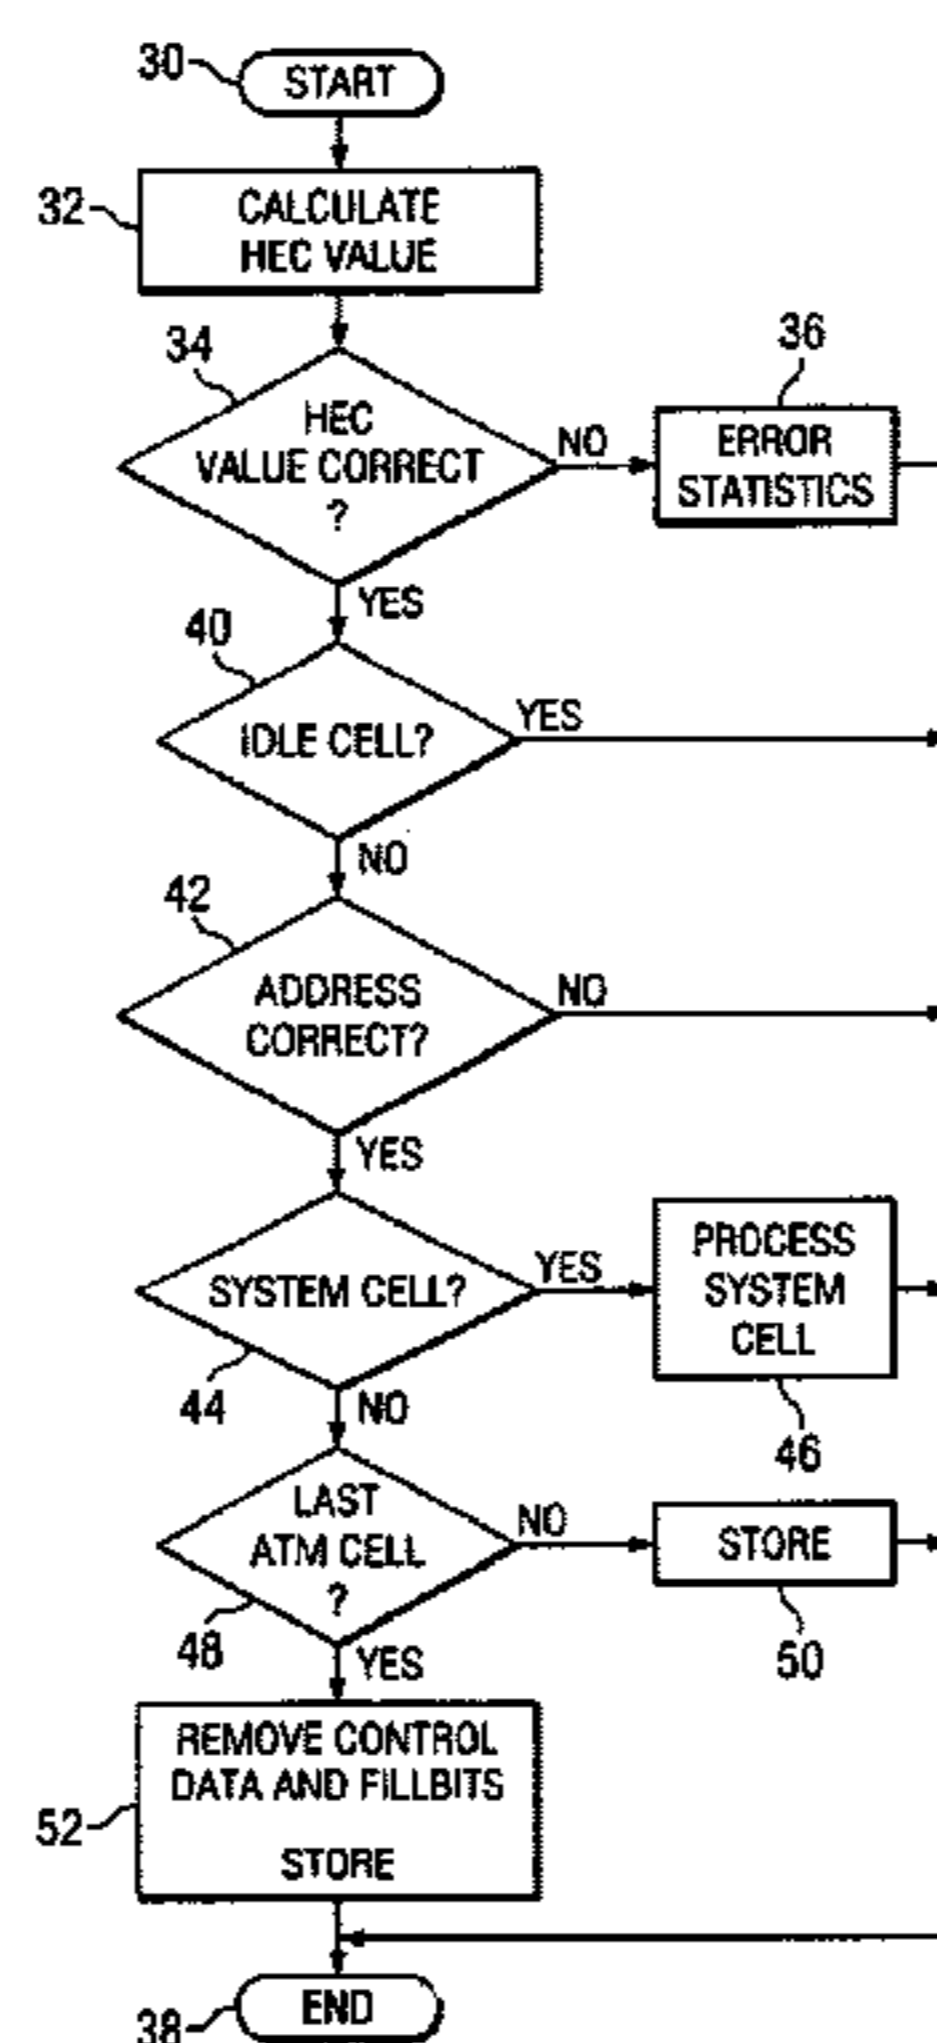 30
START
32
CALCULATE
HEC VALUE
34
HEC
VALUE CORRECT
?
NO
36
ERROR
STATISTICS
YES
40
IDLE CELL?
YES
NO
42
ADDRESS
CORRECT?
NO
YES
SYSTEM CELL?
44
YES
PROCESS
SYSTEM
CELL
46
NO
LAST
ATM CELL
?
48
NO
STORE
50
YES
REMOVE CONTROL
DATA AND FILLBITS
STORE
52
END
38